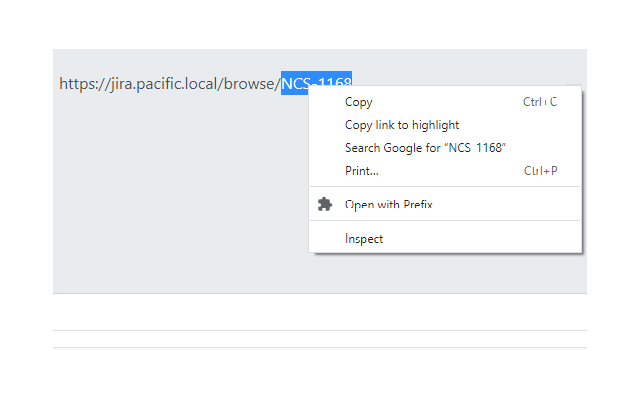 https://jira.pacific.local/browse/NCS-1168
Copy Ctrl+C
Copy link to highlight
Search Google for “NCS 1168”
Print... Ctrl+P
Open with Prefix
Inspect